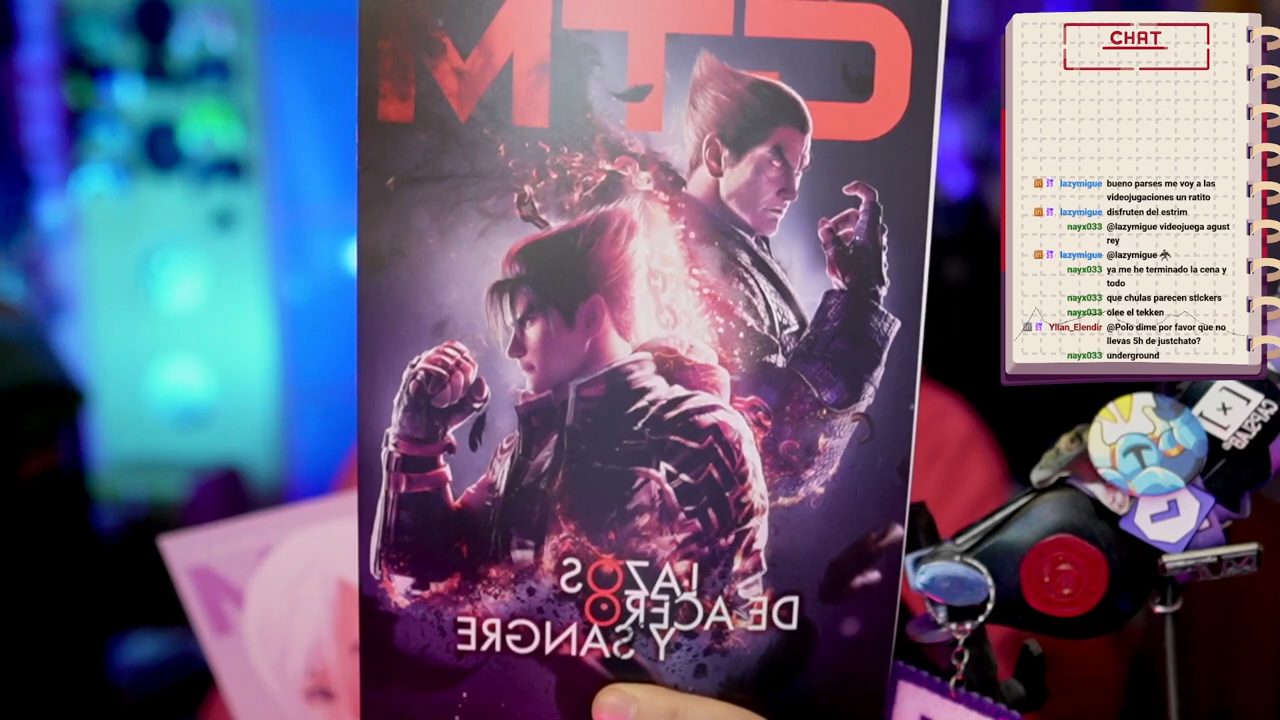 GTM
LAZOS
DE ACERO
Y SANGRE
CHAT
lazymigue bueno parses me voy a las
videojugaciones un ratito
lazymigue disfruten del estrim
nayx033 @lazymigue videojuega agust
rey
lazymigue @lazymigue
nayx033 ya me he terminado la cena y
todo
nayx033 que chulas parecen stickers
nayx033 olee el tekken
Yllan_Elendir @Polo dime por favor que no
llevas 5h de justchato?
nayx033 underground